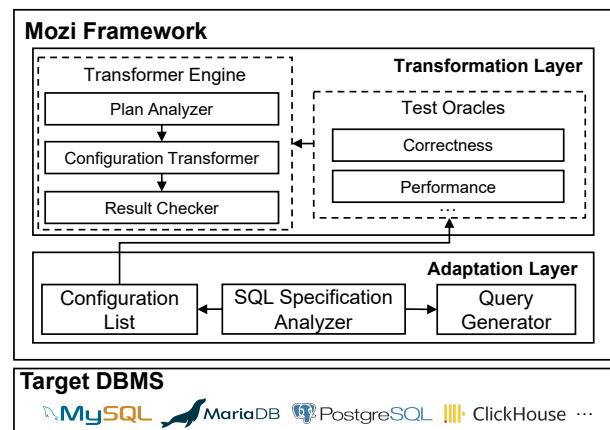 Mozi Framework
Transformation Layer
Transformer Engine
Plan Analyzer
Configuration Transformer
Result Checker
Test Oracles
Correctness
Performance
...
Adaptation Layer
Configuration
List
SQL Specification
Analyzer
Query
Generator
Target DBMS
MySQL MariaDB PostgreSQL ClickHouse ...